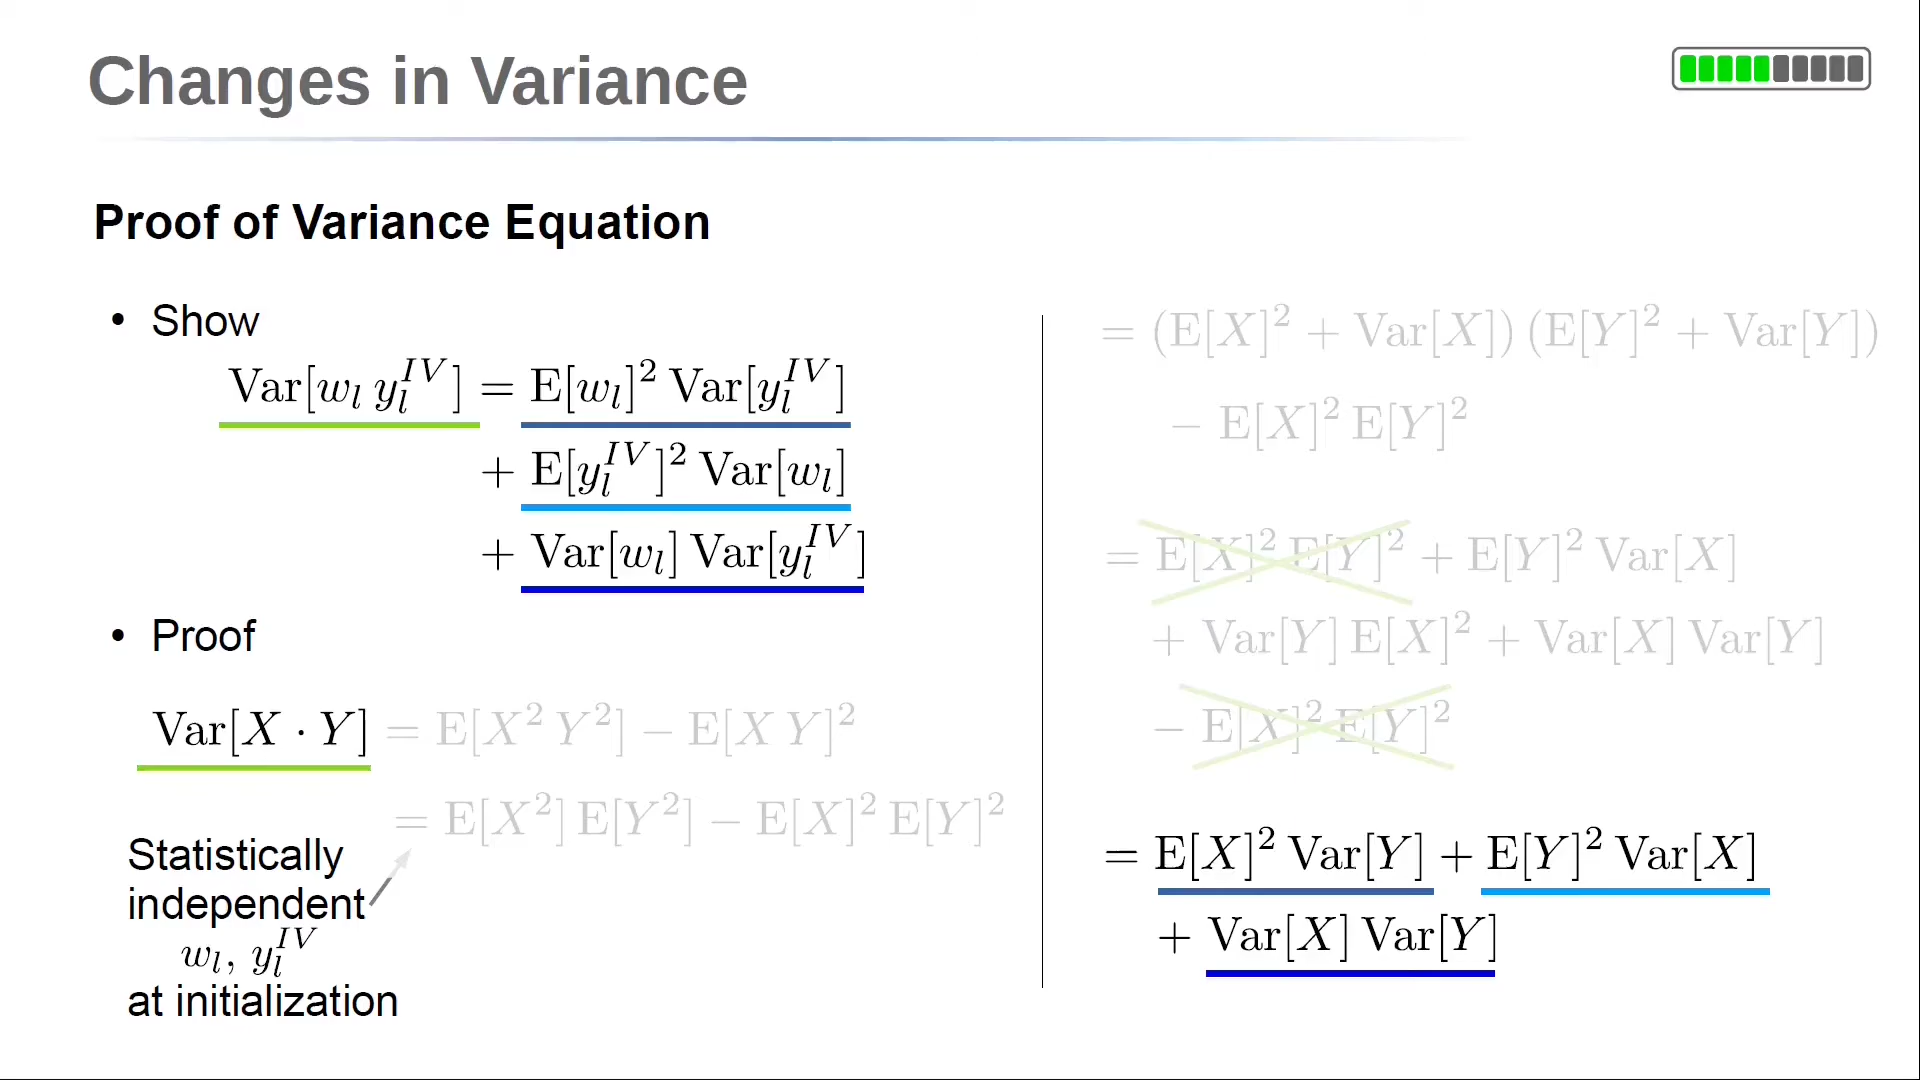 Changes in Variance
Proof of Variance Equation
• Show
Var[w_l y_l^{IV}] = E[w_l]^2 Var[y_l^{IV}]
+ E[y_l^{IV}]^2 Var[w_l]
+ Var[w_l] Var[y_l^{IV}]
• Proof
Var[X · Y] = E[X^2 Y^2] − E[X Y]^2
= E[X^2] E[Y^2] − E[X]^2 E[Y]^2
Statistically
independent
w_l, y_l^{IV}
at initialization
= (E[X]^2 + Var[X]) (E[Y]^2 + Var[Y])
− E[X]^2 E[Y]^2
= E[X]^2 E[Y]^2 + E[Y]^2 Var[X]
+ Var[Y] E[X]^2 + Var[X] Var[Y]
− E[X]^2 E[Y]^2
= E[X]^2 Var[Y] + E[Y]^2 Var[X]
+ Var[X] Var[Y]